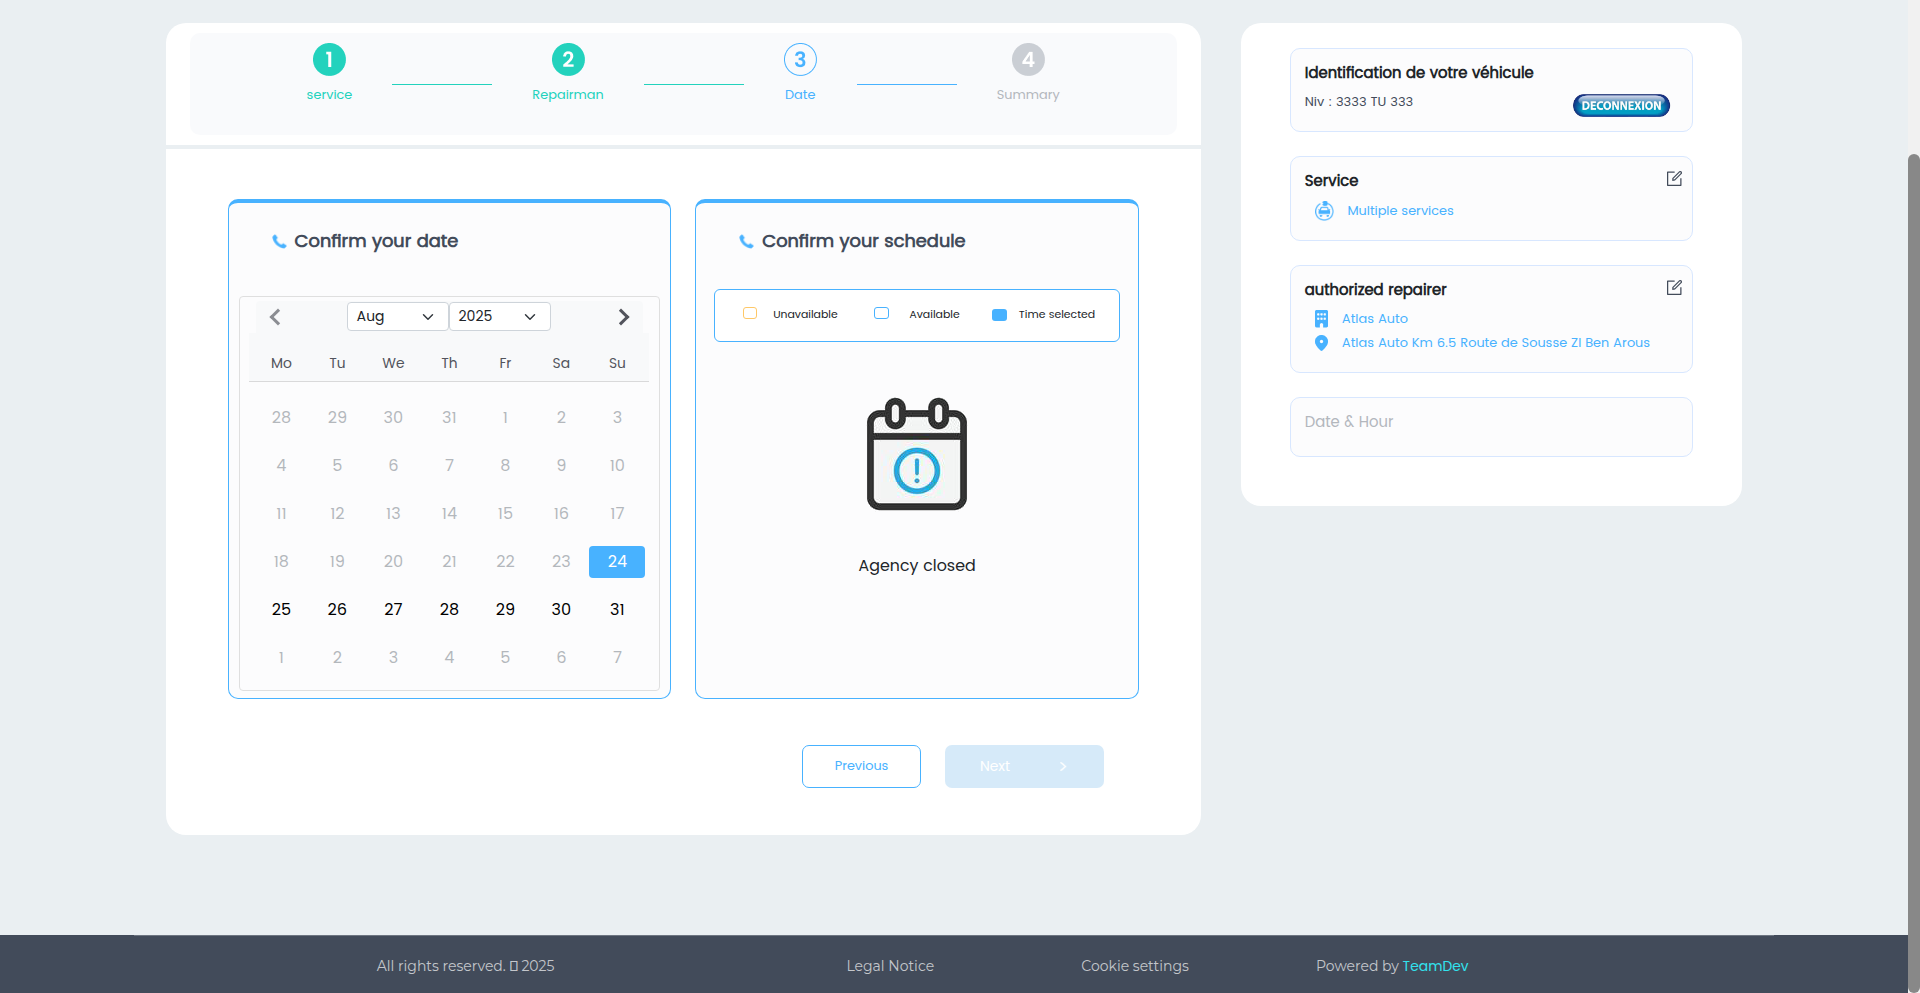 1
service
2
Repairman
3
Date
4
Summary
Confirm your date
Aug
2025
Mo Tu We Th Fr Sa Su
28 29 30 31 1 2 3
4 5 6 7 8 9 10
11 12 13 14 15 16 17
18 19 20 21 22 23 24
25 26 27 28 29 30 31
1 2 3 4 5 6 7
Confirm your schedule
Unavailable Available Time selected
Agency closed
Previous
Next
Identification de votre véhicule
Niv : 3333 TU 333
DECONNEXION
Service
Multiple services
authorized repairer
Atlas Auto
Atlas Auto Km 6.5 Route de Sousse ZI Ben Arous
Date & Hour
All rights reserved. 2025
Legal Notice
Cookie settings
Powered by TeamDev